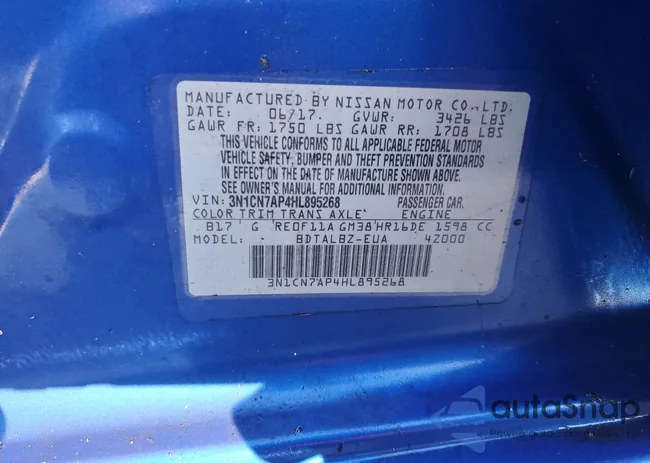 MANUFACTURED BY NISSAN MOTOR CO., LTD.
DATE: 06/17. GVWR: 3426 LBS
GAWR FR: 1750 LBS GAWR RR: 1708 LBS
THIS VEHICLE CONFORMS TO ALL APPLICABLE FEDERAL MOTOR
VEHICLE SAFETY, BUMPER AND THEFT PREVENTION STANDARDS
IN EFFECT ON THE DATE OF MANUFACTURE SHOWN ABOVE.
SEE OWNER'S MANUAL FOR ADDITIONAL INFORMATION.
VIN: 3N1CN7AP4HL895268 PASSENGER CAR.
COLOR TRIM TRANS AXLE ENGINE
B17 G RE0F11A GM38 HR16DE 1598 CC
MODEL: BDTALBZ-EUA 4Z000
3N1CN7AP4HL895268
autaSnap